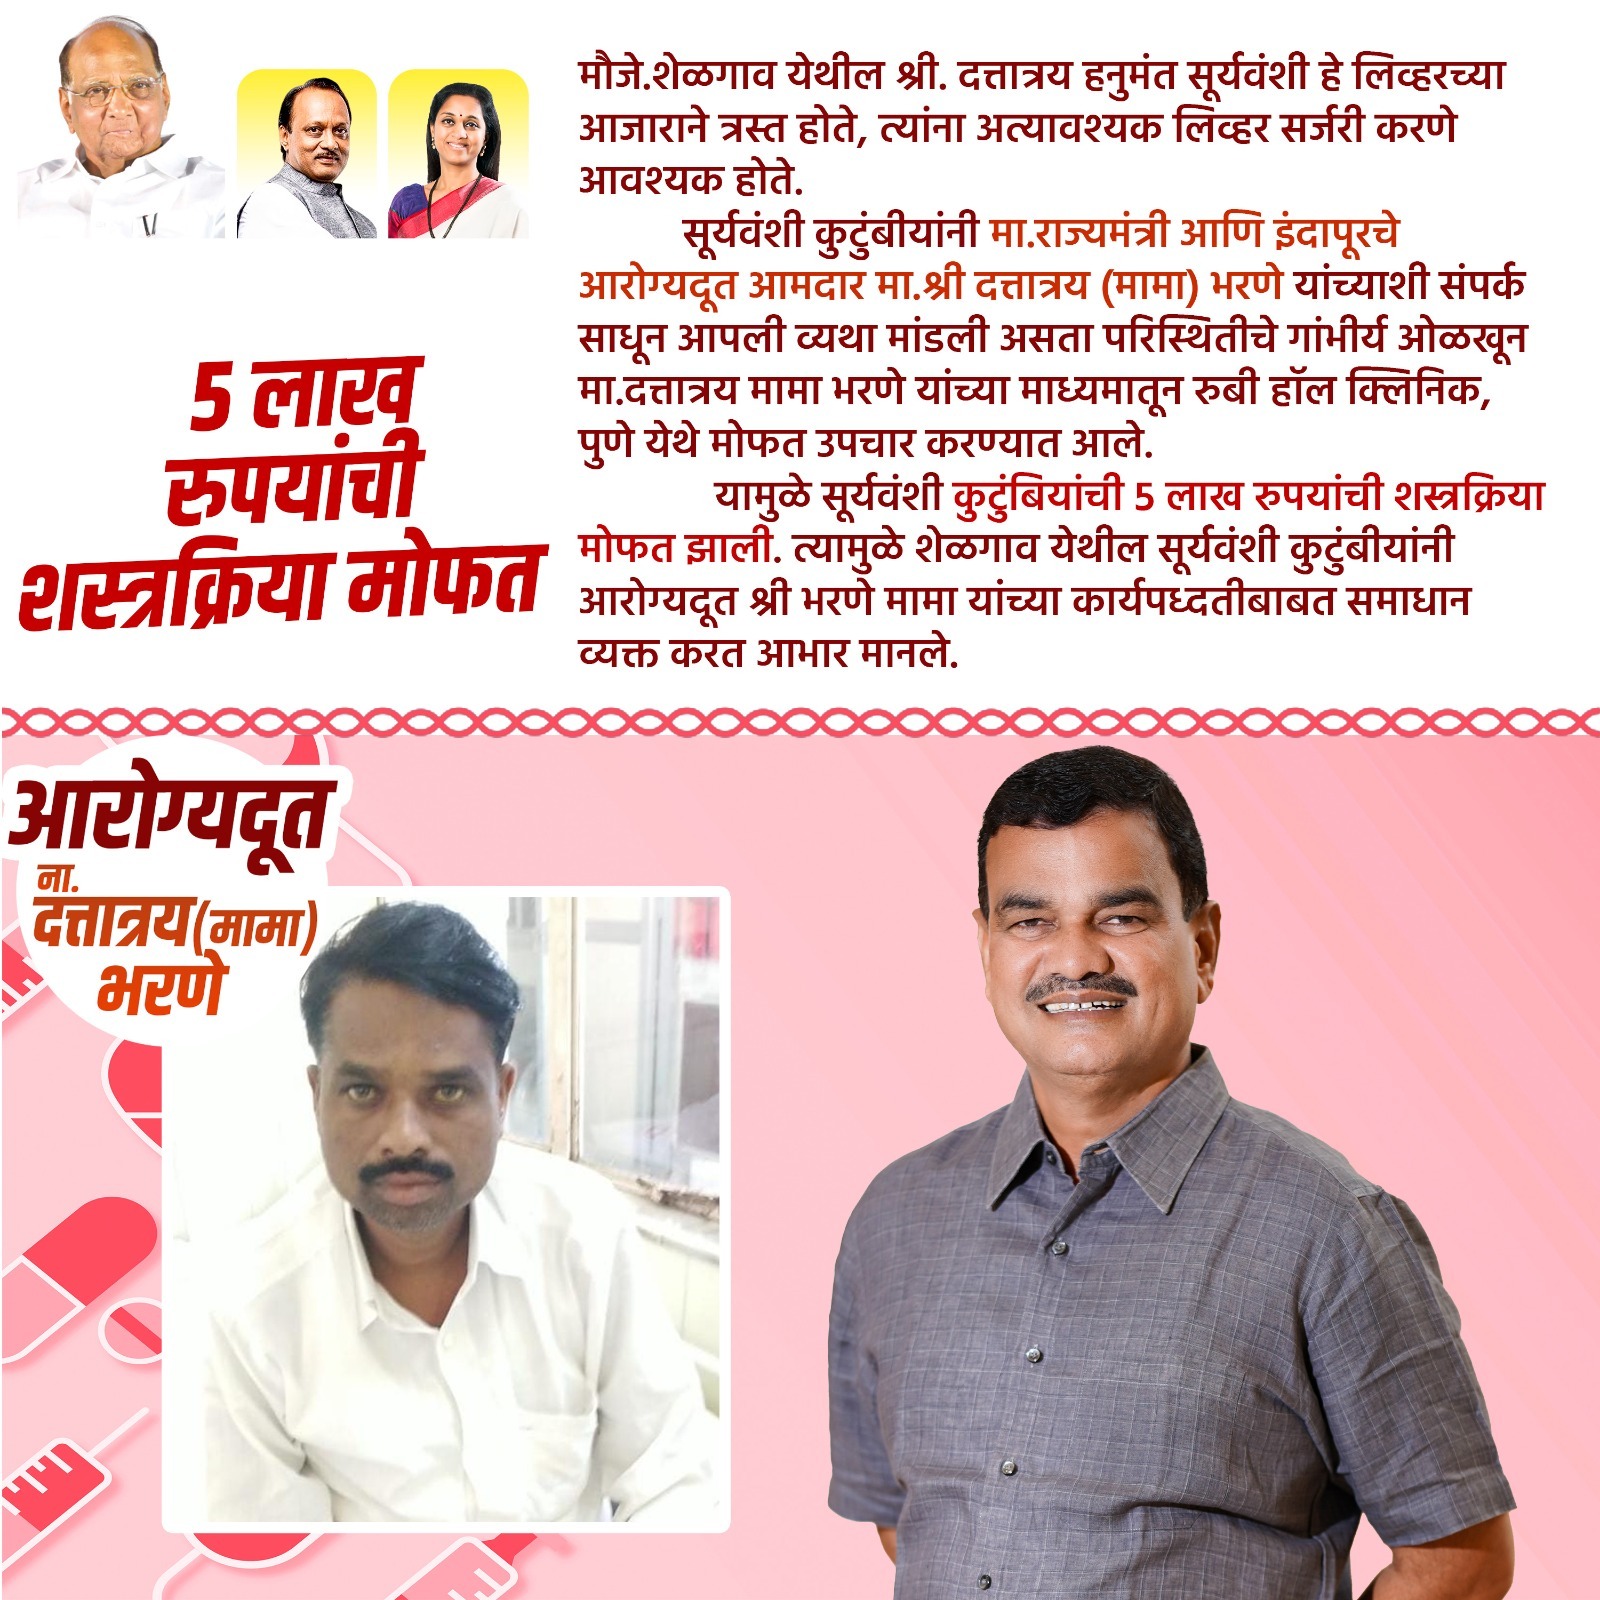 मौजे.शेळगाव येथील श्री. दत्तात्रय हनुमंत सूर्यवंशी हे लिव्हरच्या
आजाराने त्रस्त होते, त्यांना अत्यावश्यक लिव्हर सर्जरी करणे
आवश्यक होते.
सूर्यवंशी कुटुंबीयांनी मा.राज्यमंत्री आणि इंदापूरचे
आरोग्यदूत आमदार मा.श्री दत्तात्रय (मामा) भरणे यांच्याशी संपर्क
साधून आपली व्यथा मांडली असता परिस्थितीचे गांभीर्य ओळखून
मा.दत्तात्रय मामा भरणे यांच्या माध्यमातून रुबी हॉल क्लिनिक,
पुणे येथे मोफत उपचार करण्यात आले.
यामुळे सूर्यवंशी कुटुंबियांची 5 लाख रुपयांची शस्त्रक्रिया
मोफत झाली. त्यामुळे शेळगाव येथील सूर्यवंशी कुटुंबीयांनी
आरोग्यदूत श्री भरणे मामा यांच्या कार्यपध्दतीबाबत समाधान
व्यक्त करत आभार मानले.
5 लाख
रुपयांची
शस्त्रक्रिया मोफत
आरोग्यदूत
ना.
दत्तात्रय(मामा)
भरणे